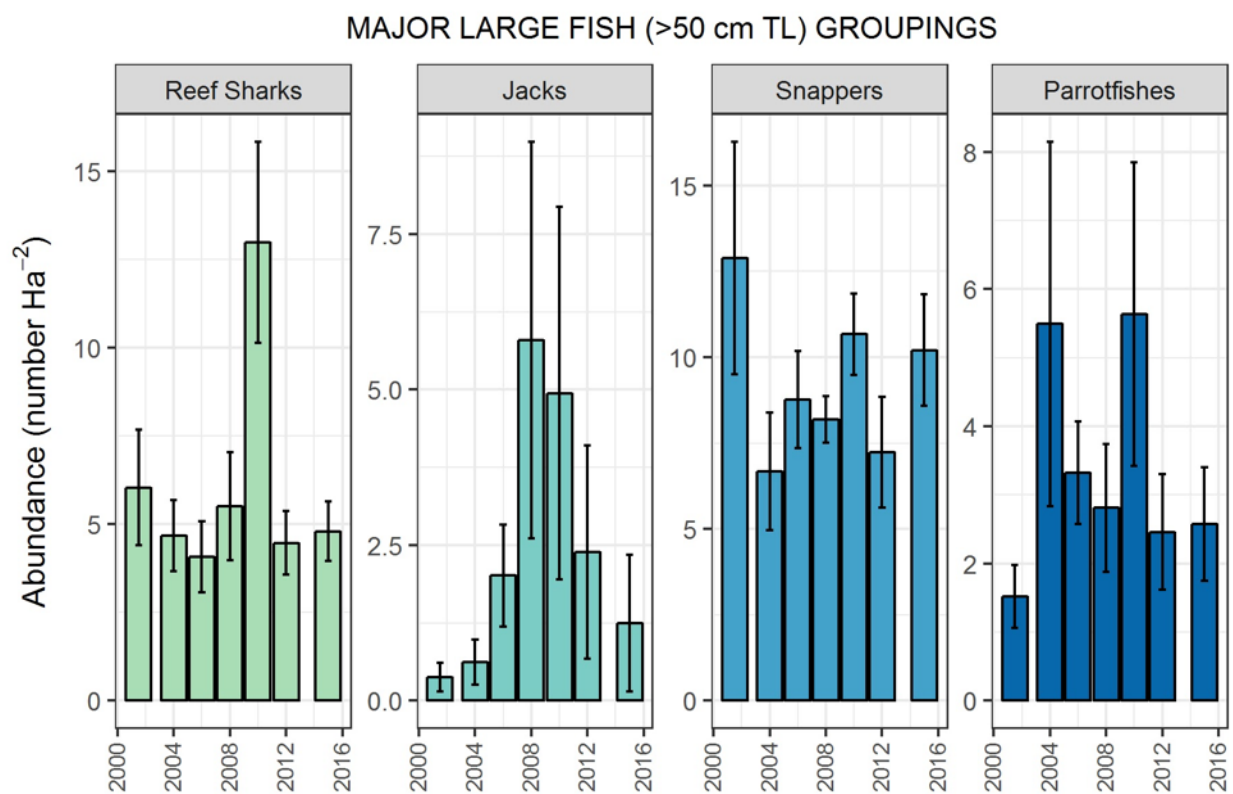 MAJOR LARGE FISH (>50 cm TL) GROUPINGS
Reef Sharks
Jacks
Snappers
Parrotfishes
Abundance (number Ha⁻²)
15
10
5
0
7.5
5.0
2.5
0.0
15
10
5
0
8
6
4
2
0
2000 2004 2008 2012 2016
2000 2004 2008 2012 2016
2000 2004 2008 2012 2016
2000 2004 2008 2012 2016